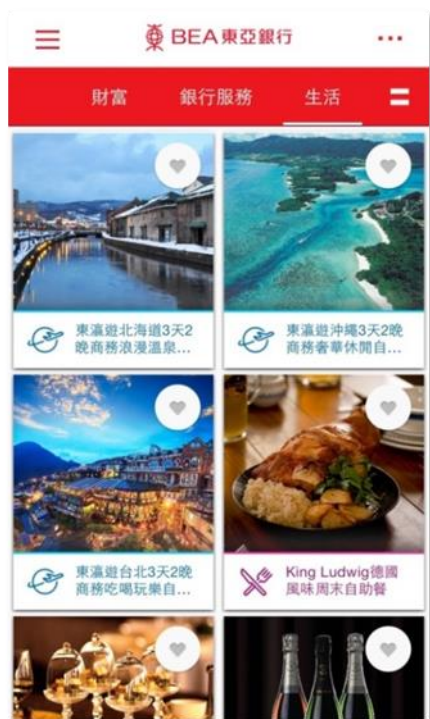 BEA東亞銀行
財富 銀行服務 生活
東瀛遊北海道3天2
晚商務浪漫溫泉...
東瀛遊沖繩3天2晚
商務奢華休閒自...
東瀛遊台北3天2晚
商務吃喝玩樂自...
King Ludwig德國
風味周末自助餐